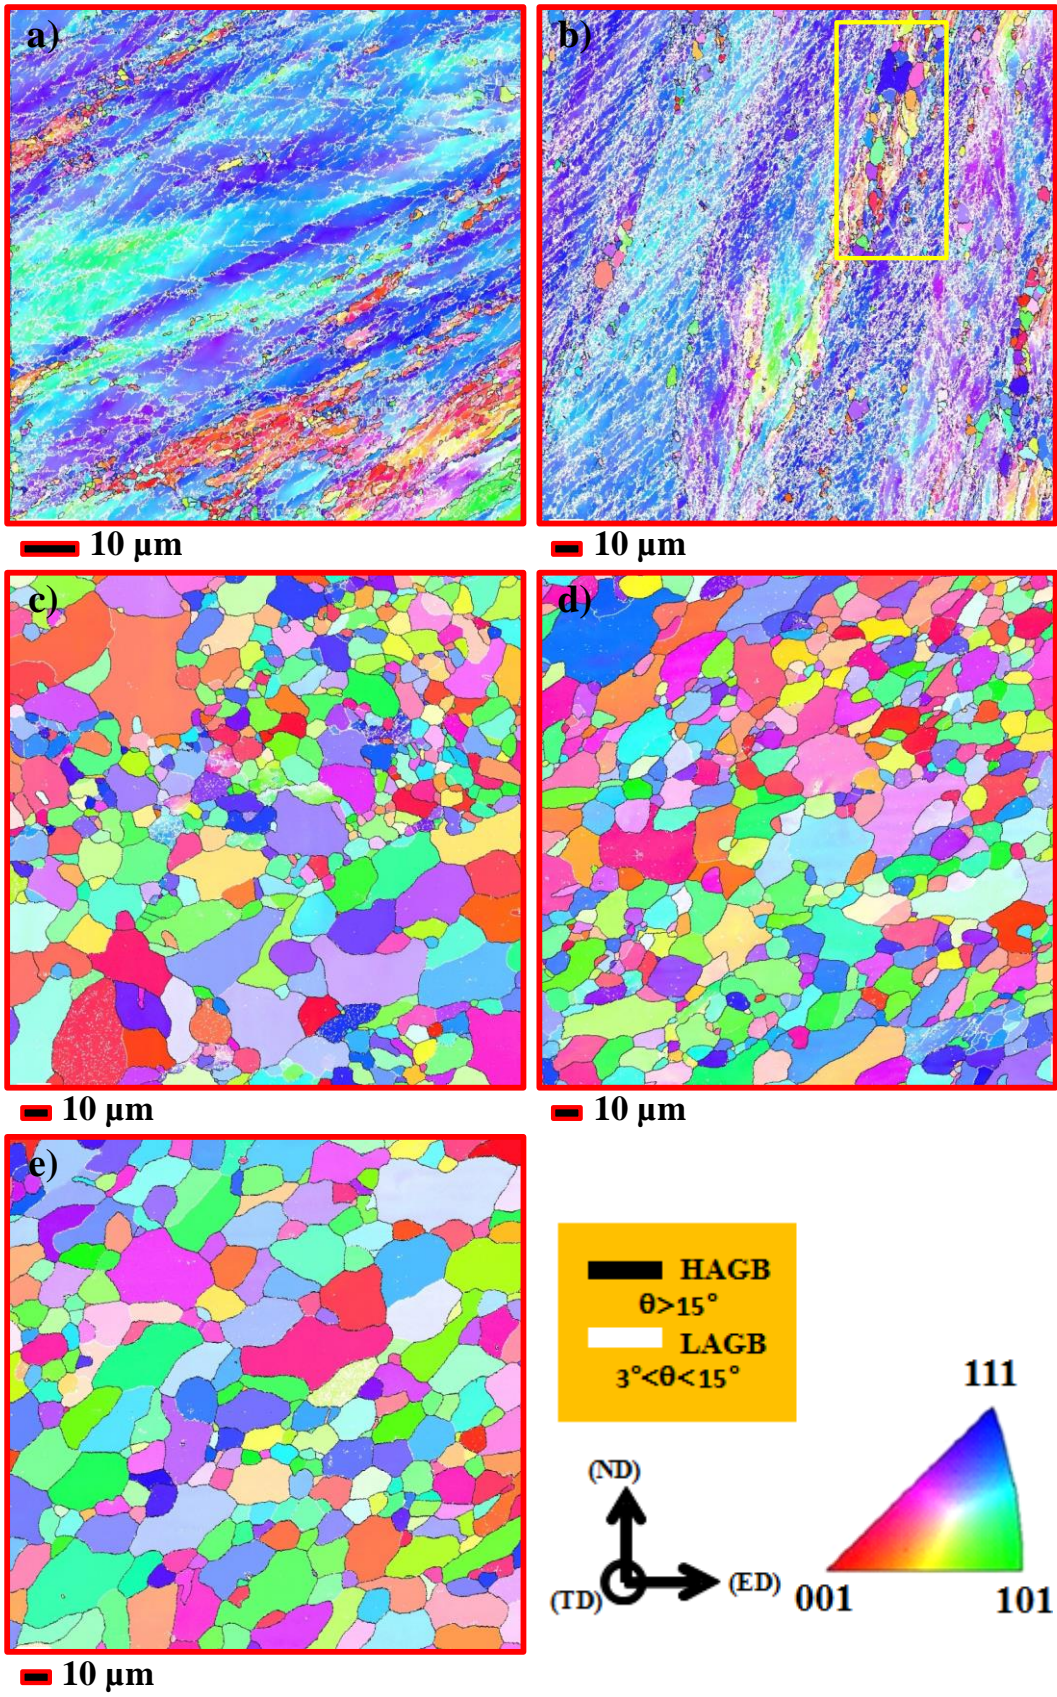 a)
b)
10 µm
10 µm
c)
d)
10 µm
10 µm
e)
HAGB
θ>15°
LAGB
3°<θ<15°
111
(ND)
(TD)
(ED)
001
101
10 µm